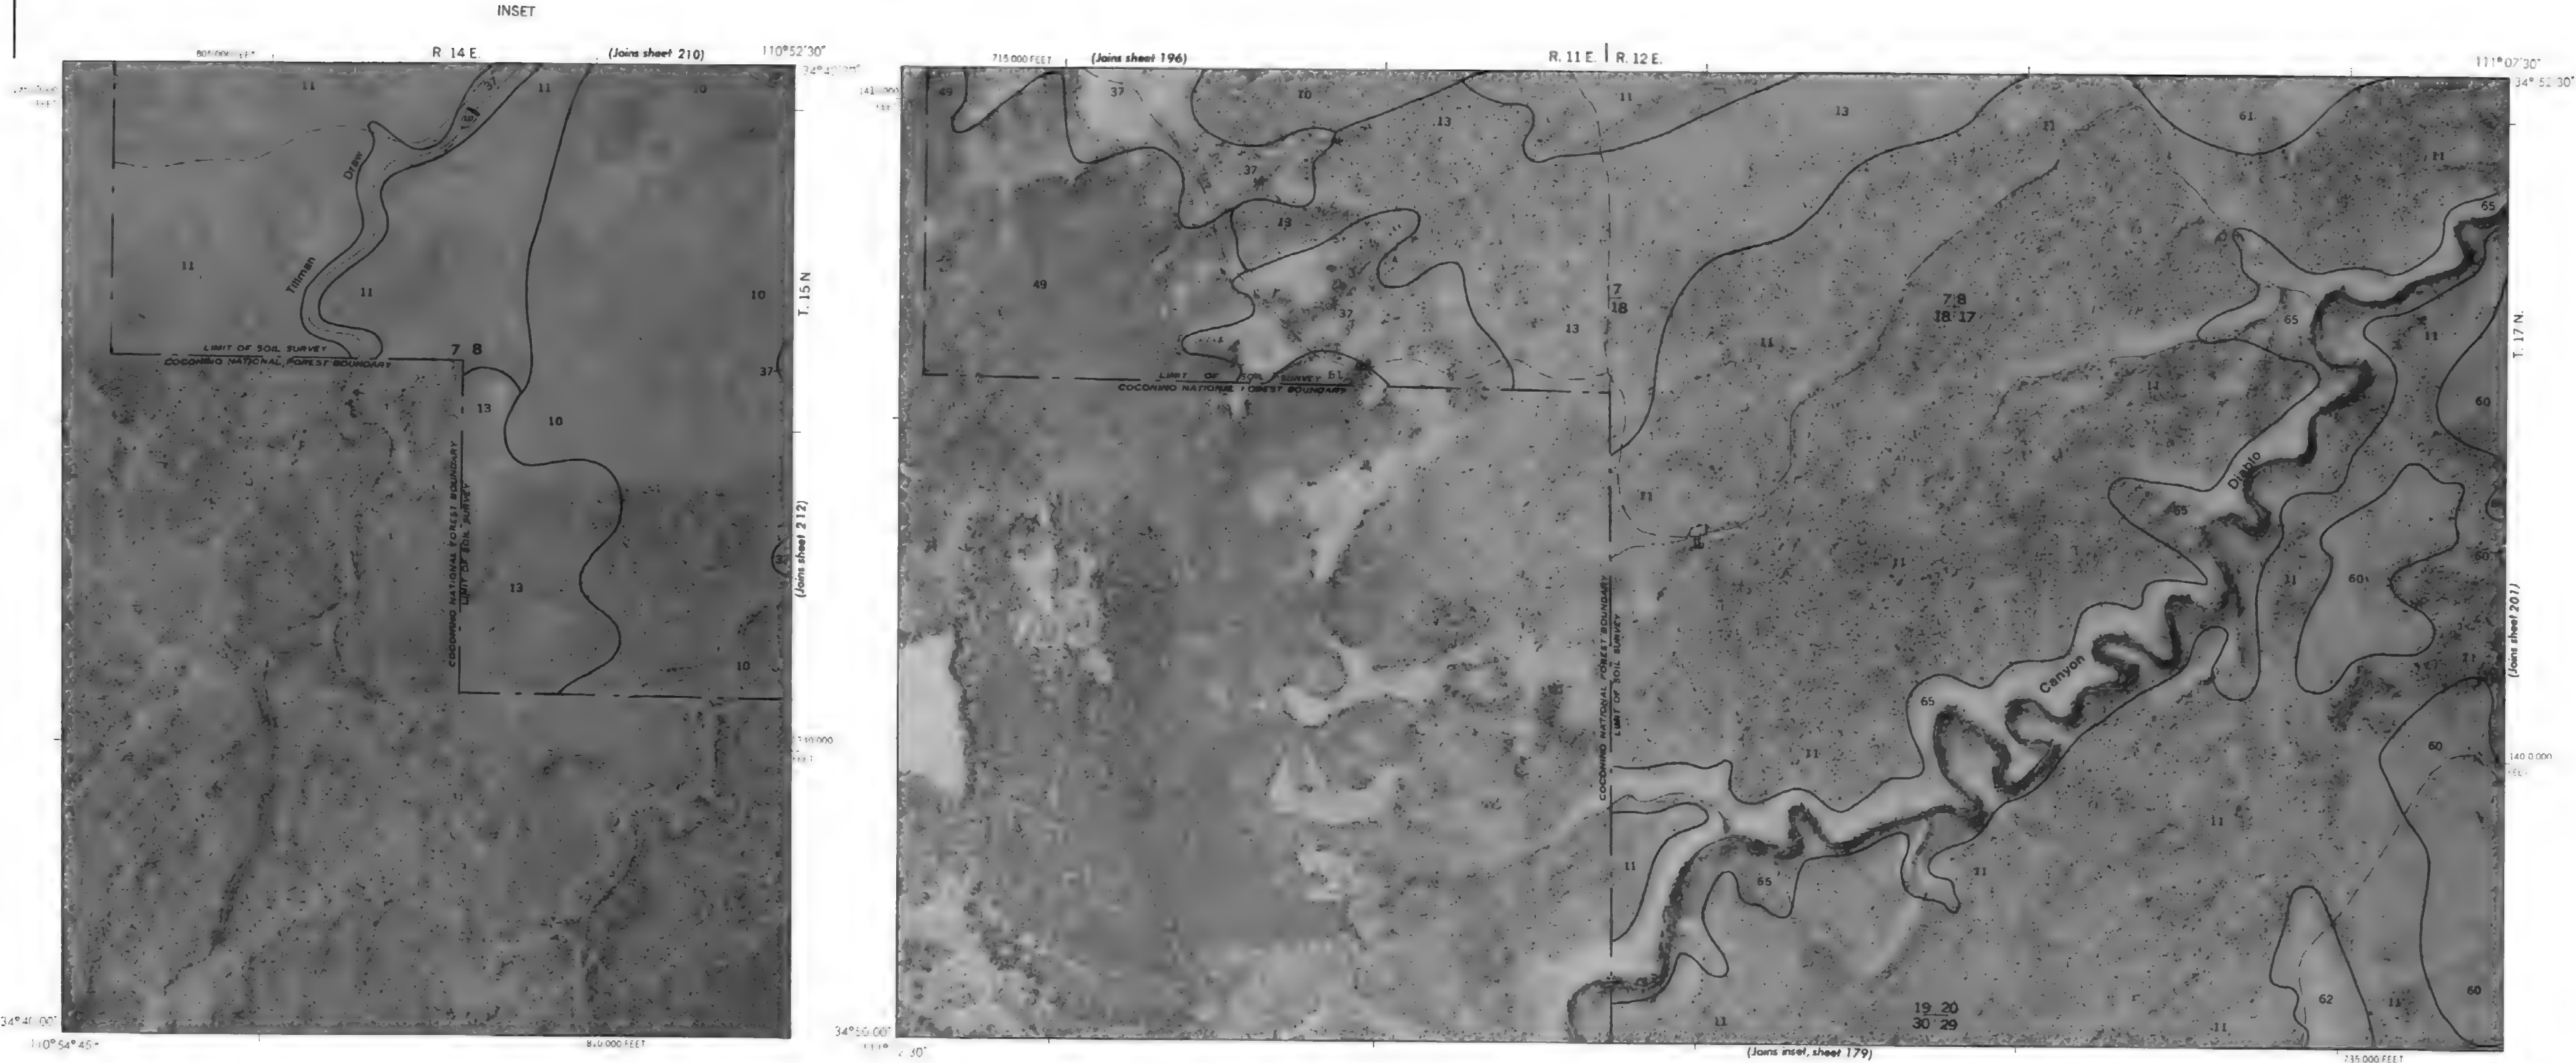 INSET
R. 14 E.
(Joins sheet 210)
110°52'30"
11
37
11
10
Draw
11
Tillman
11
10
T. 15 N
LIMIT OF SOIL SURVEY
COCONINO NATIONAL FOREST BOUNDARY
7 8
37
13
10
COCONINO NATIONAL FOREST BOUNDARY
LIMIT OF SOIL SURVEY
(Joins sheet 212)
13
10
34°40'00"
110°54'45"
810 000 FEET
715 000 FEET
(Joins sheet 196)
R. 11 E. | R. 12 E.
111°07'30"
34°52'30"
49
37
10
11
13
13
11
61
11
37
13
65
49
37
13
7
18
11
7 8
18 17
65
11
T. 17 N.
LIMIT OF SOIL SURVEY
61
COCONINO NATIONAL FOREST BOUNDARY
11
60
Diablo
11
65
11
11
60
60
COCONINO NATIONAL FOREST BOUNDARY
LIMIT OF SOIL SURVEY
(Joins sheet 201)
11
Canyon
65
11
60
11
11
65
11
60
62
11
19 20
30 29
11
11
34°50'00"
(Joins inset, sheet 179)
735 000 FEET